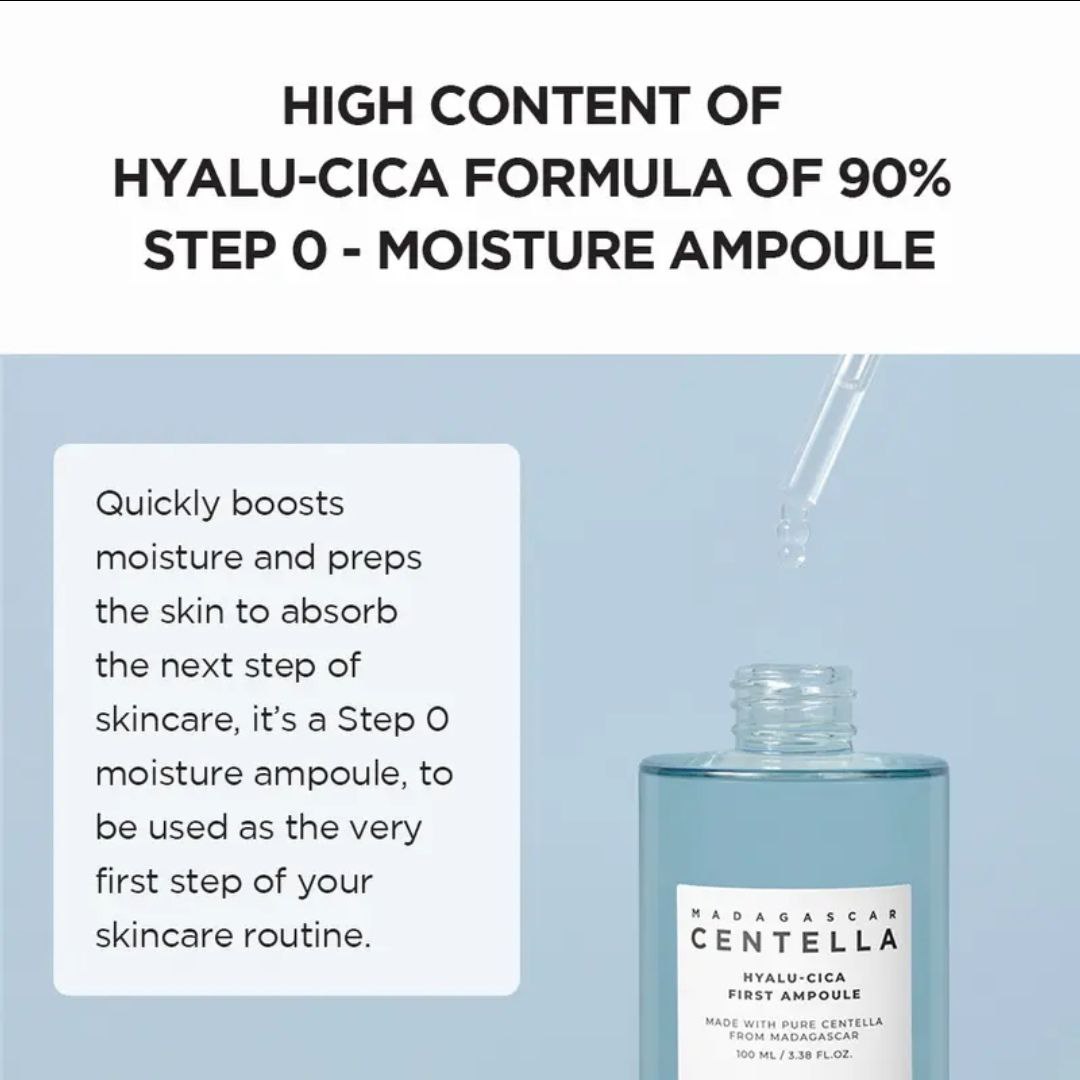 HIGH CONTENT OF
HYALU-CICA FORMULA OF 90%
STEP 0 - MOISTURE AMPOULE
Quickly boosts
moisture and preps
the skin to absorb
the next step of
skincare, it’s a Step 0
moisture ampoule, to
be used as the very
first step of your
skincare routine.
MADAGASCAR
CENTELLA
HYALU-CICA
FIRST AMPOULE
MADE WITH PURE CENTELLA
FROM MADAGASCAR
100 ML / 3.38 FL.OZ.